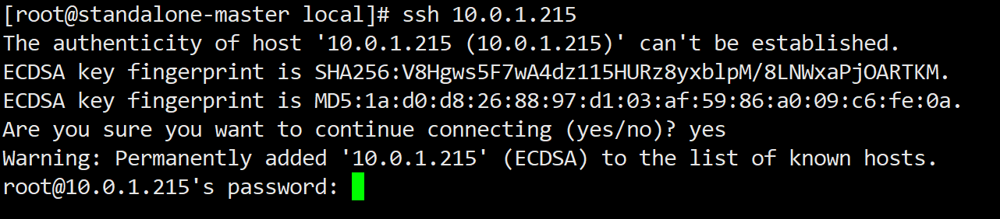 [root@standalone-master local]# ssh 10.0.1.215
The authenticity of host '10.0.1.215 (10.0.1.215)' can't be established.
ECDSA key fingerprint is SHA256:V8Hgws5F7wA4dz115HURz8yxblpM/8LNWxaPjOARTKM.
ECDSA key fingerprint is MD5:1a:d0:d8:26:88:97:d1:03:af:59:86:a0:09:c6:fe:0a.
Are you sure you want to continue connecting (yes/no)? yes
Warning: Permanently added '10.0.1.215' (ECDSA) to the list of known hosts.
root@10.0.1.215's password: